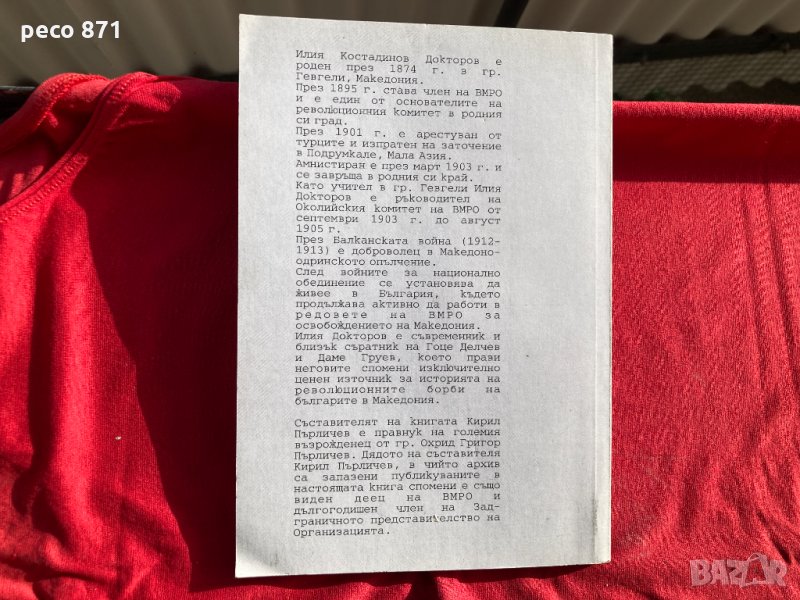 peco 871
Илия Костадинов Докторов е
роден през 1874 г. в гр.
Гевгели, Македония.
През 1895 г. става член на ВМРО
и е един от основателите на
революционния комитет в родния
си град.
През 1901 г. е арестуван от
турците и изпратен на заточение
в Подрумкале, Мала Азия.
Амнистиран е през март 1903 г. и
се завръща в родния си край.
Като учител в гр. Гевгели Илия
Докторов е ръководител на
Околийския комитет на ВМРО от
септември 1903 г. до август
1905 г.
През Балканската война (1912-
1913) е доброволец в Македоно-
одринското опълчение.
След войните за национално
обединение се установява да
живее в България, където
продължава активно да работи в
редовете на ВМРО за
освобождението на Македония.
Илия Докторов е съвременник и
близък съратник на Гоце Делчев
и Даме Груев, което прави
неговите спомени изключително
ценен източник за историята на
революционните борби на
българите в Македония.
Съставителят на книгата Кирил
Пърличев е правнук на големия
възрожденец от гр. Охрид Григор
Пърличев. Дядото на съставителя
Кирил Пърличев, в чийто архив
са запазени публикуваните в
настоящата книга спомени е също
виден деец на ВМРО и
дългогодишен член на Зад-
граничното представителство на
Организацията.
BAZAR